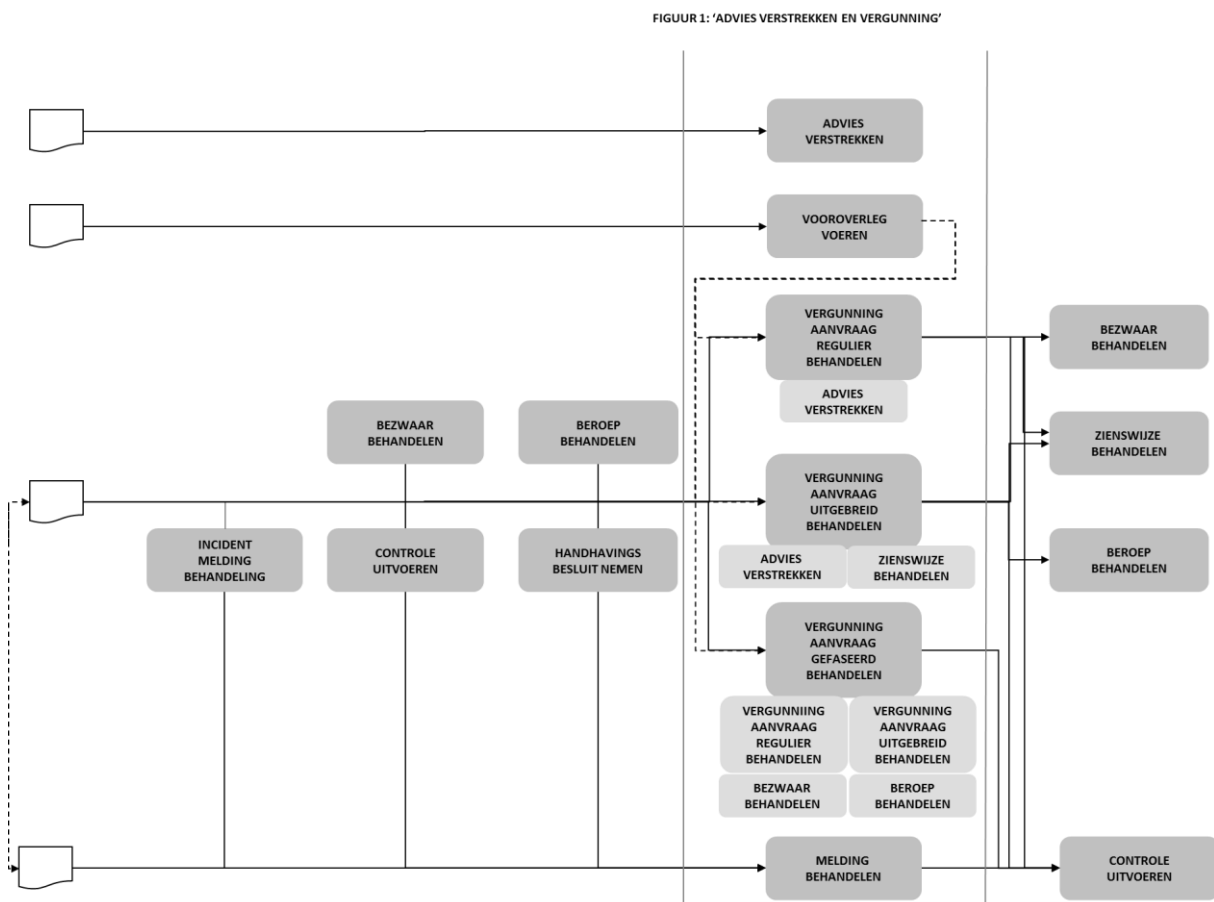 FIGUUR 1: ‘ADVIES VERSTREKKEN EN VERGUNNING’
ADVIES
VERSTREKKEN
VOOROVERLEG
VOEREN
VERGUNNING
AANVRAAG
REGULIER
BEHANDELEN
ADVIES
VERSTREKKEN
BEZWAAR
BEHANDELEN
BEZWAAR
BEHANDELEN
BEROEP
BEHANDELEN
ZIENSWIJZE
BEHANDELEN
VERGUNNING
AANVRAAG
UITGEBREID
BEHANDELEN
INCIDENT
MELDING
BEHANDELING
CONTROLE
UITVOEREN
HANDHAVINGS
BESLUIT NEMEN
ADVIES
VERSTREKKEN
ZIENSWIJZE
BEHANDELEN
BEROEP
BEHANDELEN
VERGUNNING
AANVRAAG
GEFASEERD
BEHANDELEN
VERGUNNIING
AANVRAAG
REGULIER
BEHANDELEN
VERGUNNING
AANVRAAG
UITGEBREID
BEHANDELEN
BEZWAAR
BEHANDELEN
BEROEP
BEHANDELEN
MELDING
BEHANDELEN
CONTROLE
UITVOEREN